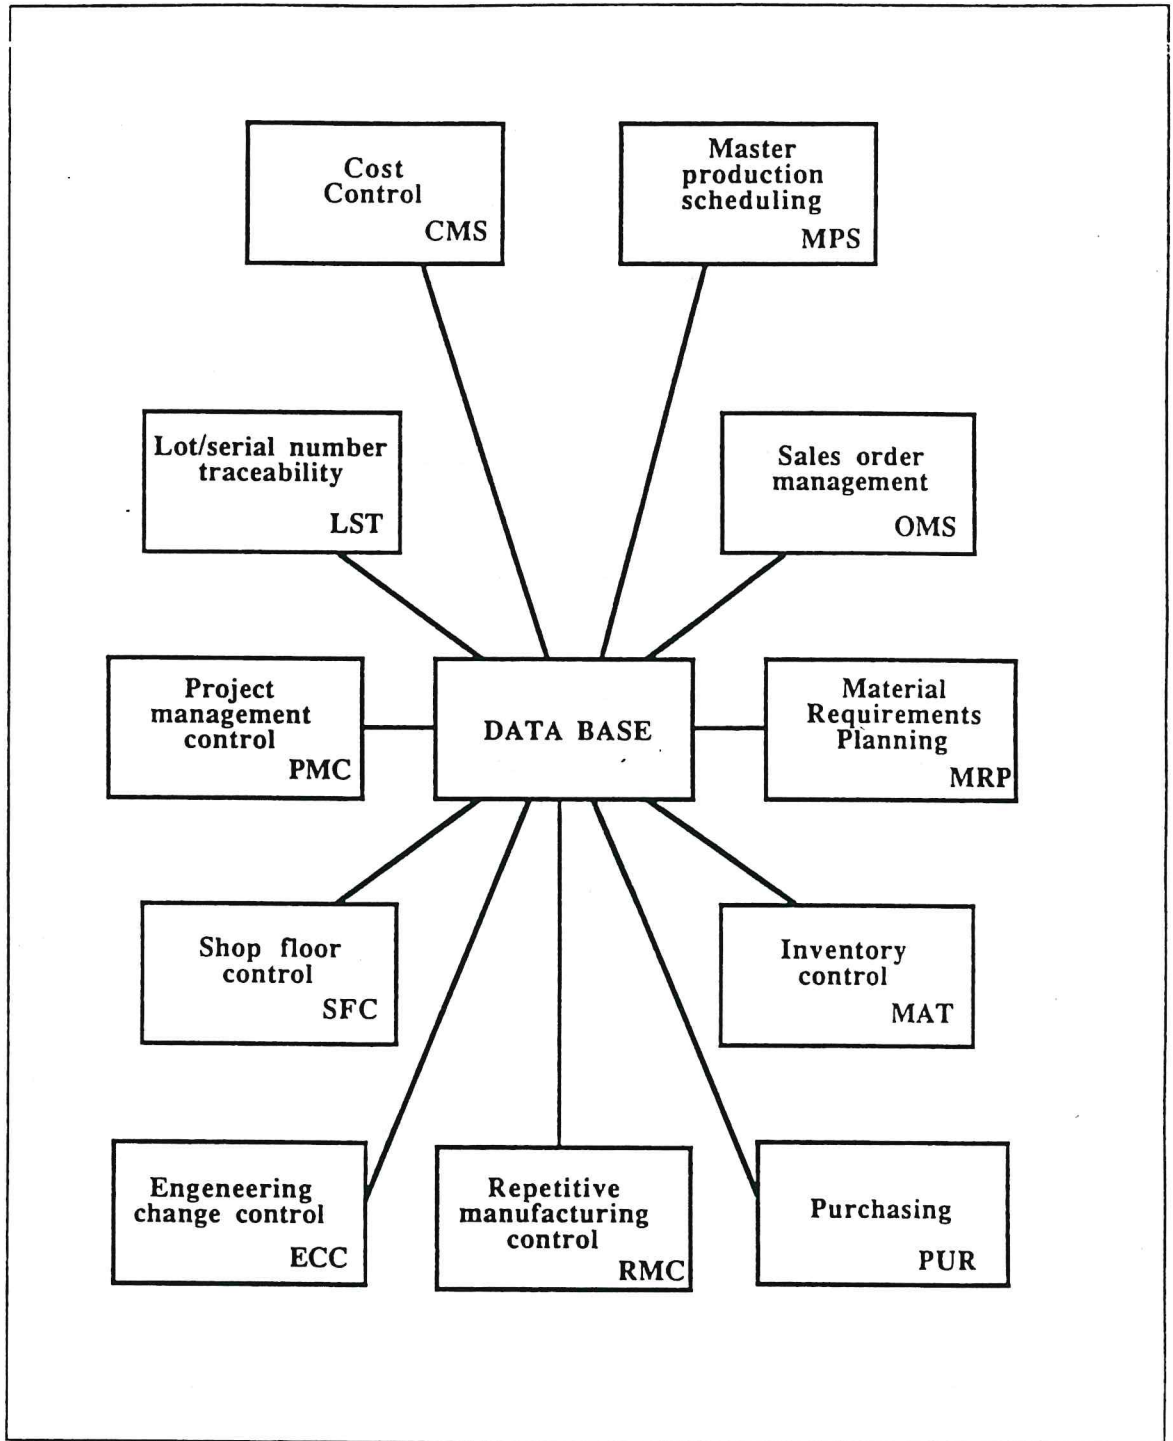 Cost
Control
CMS
Master
production
scheduling
MPS
Lot/serial number
traceability
LST
Sales order
management
OMS
Project
management
control
PMC
DATA BASE
Material
Requirements
Planning
MRP
Shop floor
control
SFC
Inventory
control
MAT
Engeneering
change control
ECC
Repetitive
manufacturing
control
RMC
Purchasing
PUR